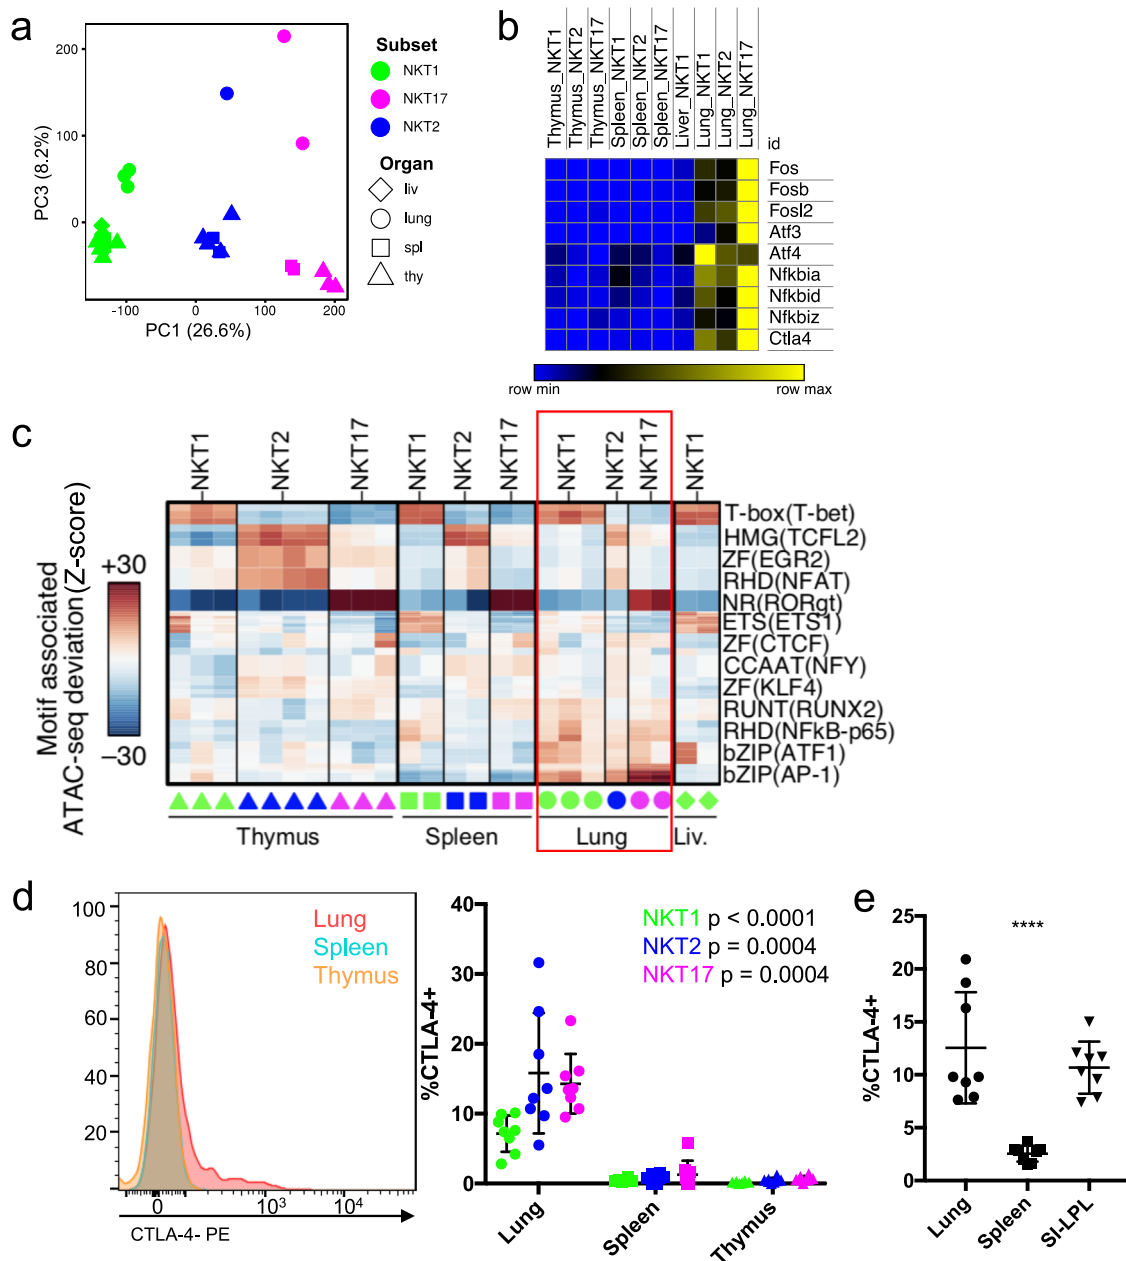 a
PC3 (8.2%)
200
100
0
-100
0
100
200
PC1 (26.6%)
Subset
NKT1
NKT17
NKT2
Organ
liv
lung
spl
thy
b
Thymus_NKT1
Thymus_NKT2
Thymus_NKT17
Spleen_NKT1
Spleen_NKT2
Spleen_NKT17
Liver_NKT1
Lung_NKT1
Lung_NKT2
Lung_NKT17
id
Fos
Fosb
Fosl2
Atf3
Atf4
Nfkbia
Nfkbid
Nfkbiz
Ctla4
row min
row max
c
NKT1
NKT2
NKT17
NKT1
NKT2
NKT17
NKT1
NKT2
NKT17
NKT1
Motif associated
ATAC-seq deviation(Z-score)
+30
−30
T-box(T-bet)
HMG(TCFL2)
ZF(EGR2)
RHD(NFAT)
NR(RORgt)
ETS(ETS1)
ZF(CTCF)
CCAAT(NFY)
ZF(KLF4)
RUNT(RUNX2)
RHD(NFkB-p65)
bZIP(ATF1)
bZIP(AP-1)
Thymus
Spleen
Lung
Liv.
d
100
80
60
40
20
0
10³
10⁴
CTLA-4- PE
Lung
Spleen
Thymus
%CTLA-4+
40
30
20
10
0
NKT1 p < 0.0001
NKT2 p = 0.0004
NKT17 p = 0.0004
Lung
Spleen
Thymus
e
%CTLA-4+
25
20
15
10
5
0
****
Lung
Spleen
SI-LPL